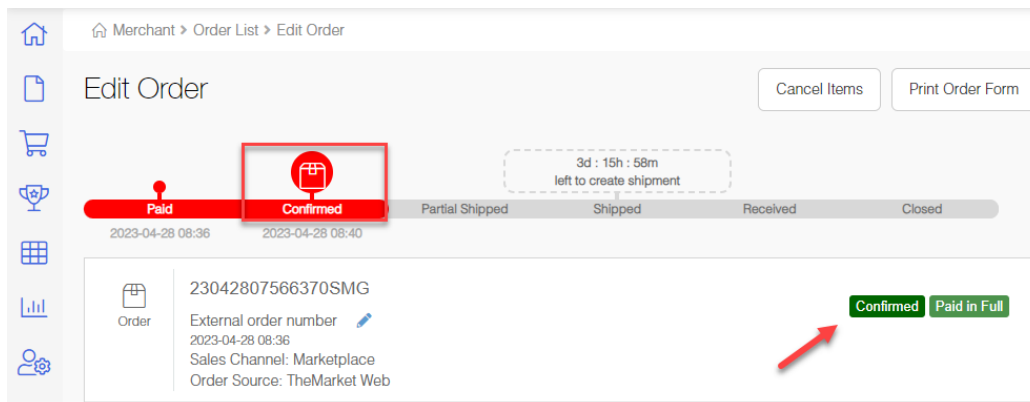 Merchant > Order List > Edit Order
Edit Order
Cancel Items
Print Order Form
3d : 15h : 58m
left to create shipment
Paid
Confirmed
Partial Shipped
Shipped
Received
Closed
2023-04-28 08:36
2023-04-28 08:40
Order
23042807566370SMG
External order number
2023-04-28 08:36
Sales Channel: Marketplace
Order Source: TheMarket Web
Confirmed
Paid in Full